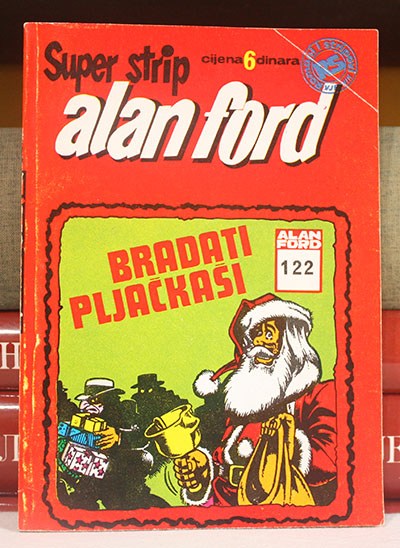 Super strip
cijena 6 dinara
alan ford
BRADATI
PLJAČKAŠI
ALAN
FORD
122